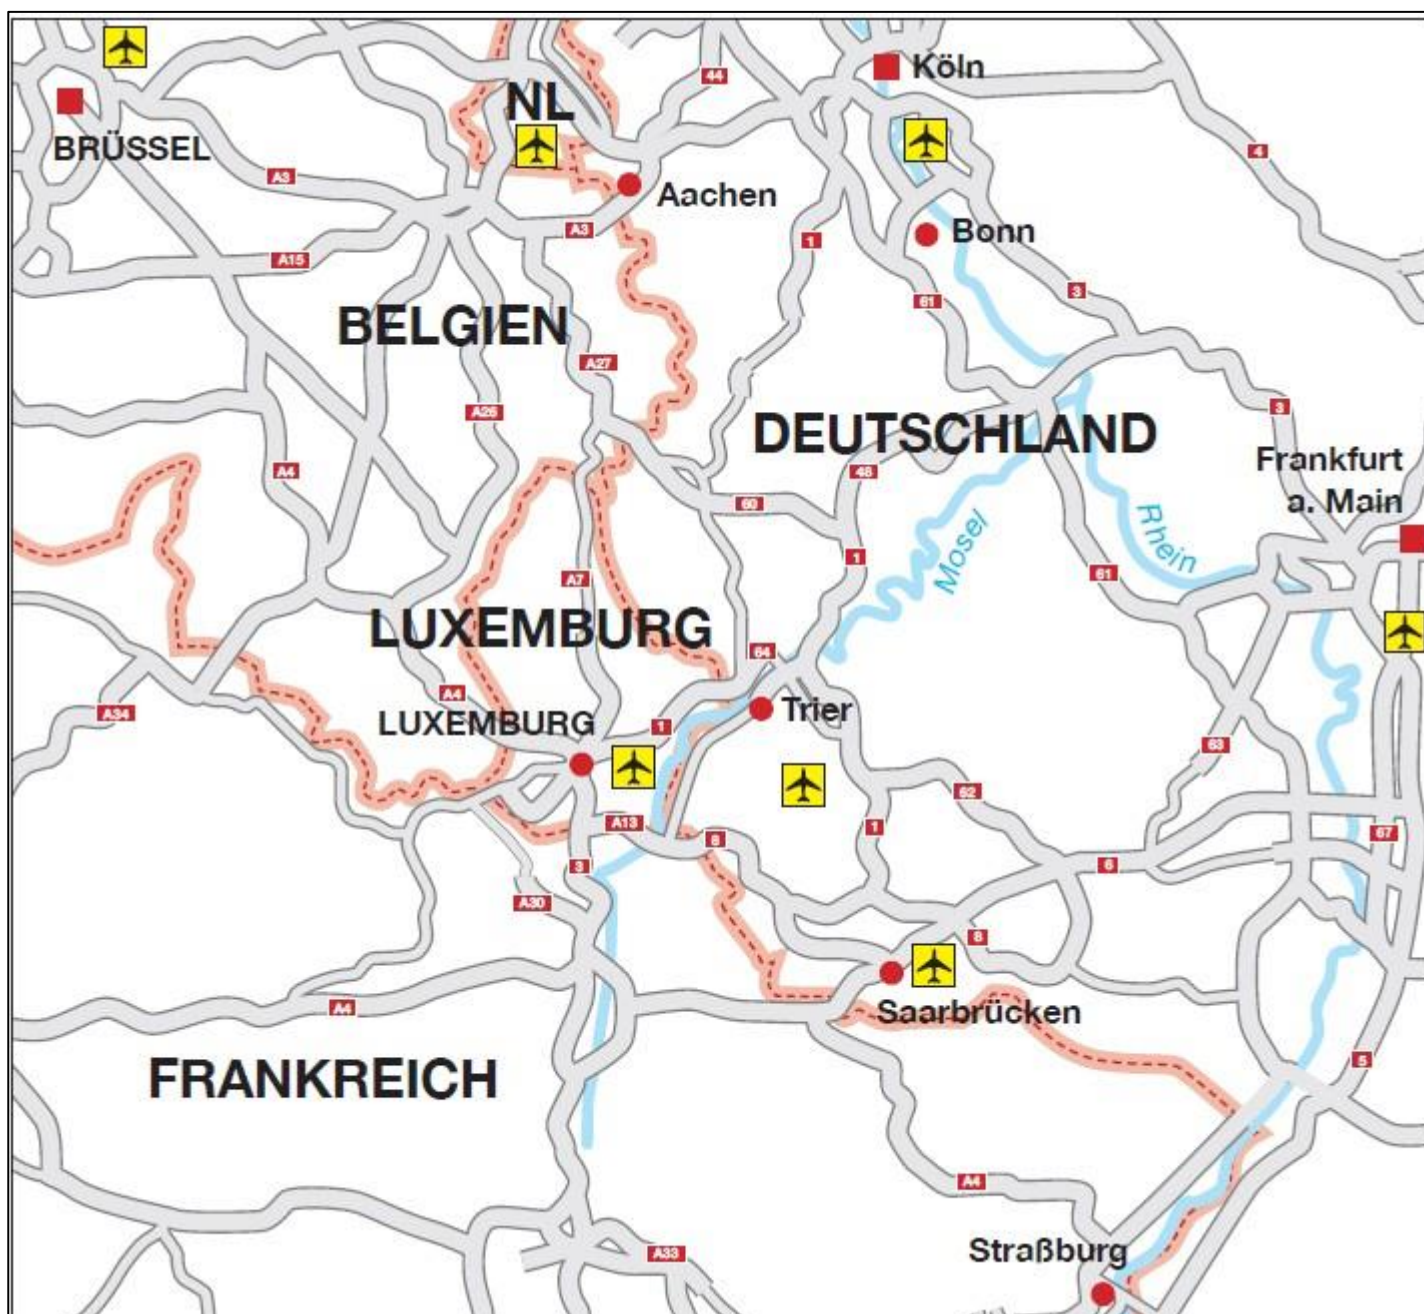 Köln
44
NL
BRÜSSEL
4
A3
Aachen
A3
Bonn
1
A15
3
61
BELGIEN
A27
3
A26
DEUTSCHLAND
Frankfurt
a. Main
A4
48
60
Mosel
Rhein
1
61
A7
LUXEMBURG
64
A4
A34
Trier
LUXEMBURG
1
63
62
A13
1
67
8
3
6
A30
8
A4
Saarbrücken
FRANKREICH
5
A4
Straßburg
A33